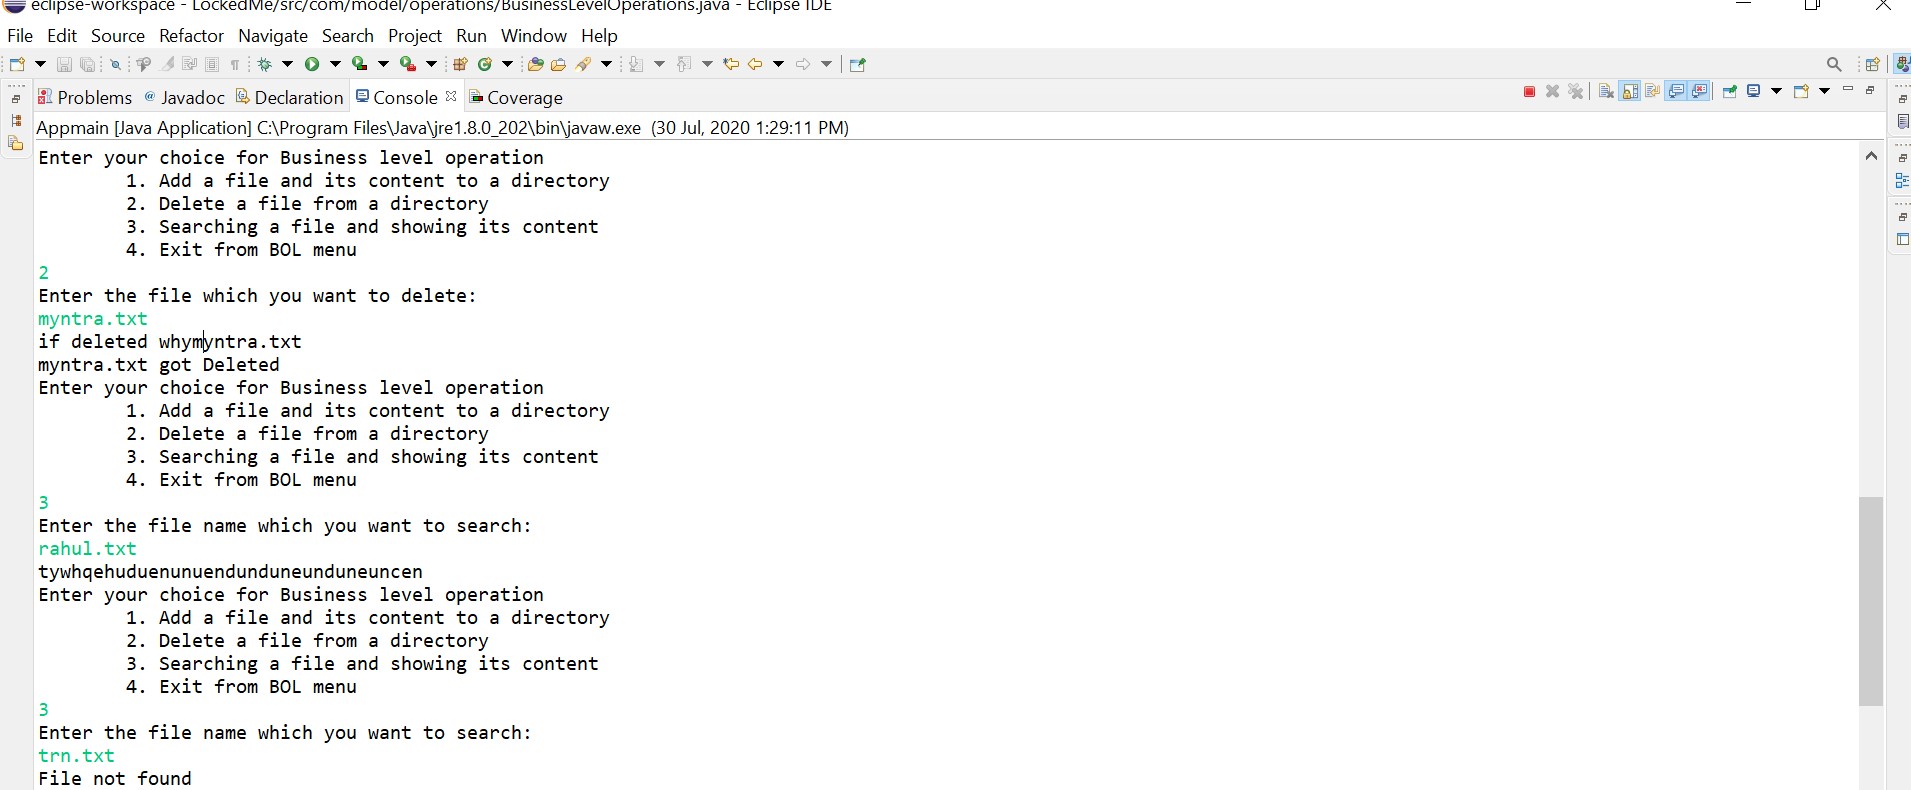 eclipse-workspace - LockedMe/src/com/model/operations/BusinessLevelOperations.java - Eclipse IDE
File Edit Source Refactor Navigate Search Project Run Window Help
Problems Javadoc Declaration Console Coverage
Appmain [Java Application] C:\Program Files\Java\jre1.8.0_202\bin\javaw.exe (30 Jul, 2020 1:29:11 PM)
Enter your choice for Business level operation
1. Add a file and its content to a directory
2. Delete a file from a directory
3. Searching a file and showing its content
4. Exit from BOL menu
2
Enter the file which you want to delete:
myntra.txt
if deleted whymyntra.txt
myntra.txt got Deleted
Enter your choice for Business level operation
1. Add a file and its content to a directory
2. Delete a file from a directory
3. Searching a file and showing its content
4. Exit from BOL menu
3
Enter the file name which you want to search:
rahul.txt
tywhqehuduenunuendunduneunduneuncen
Enter your choice for Business level operation
1. Add a file and its content to a directory
2. Delete a file from a directory
3. Searching a file and showing its content
4. Exit from BOL menu
3
Enter the file name which you want to search:
trn.txt
File not found